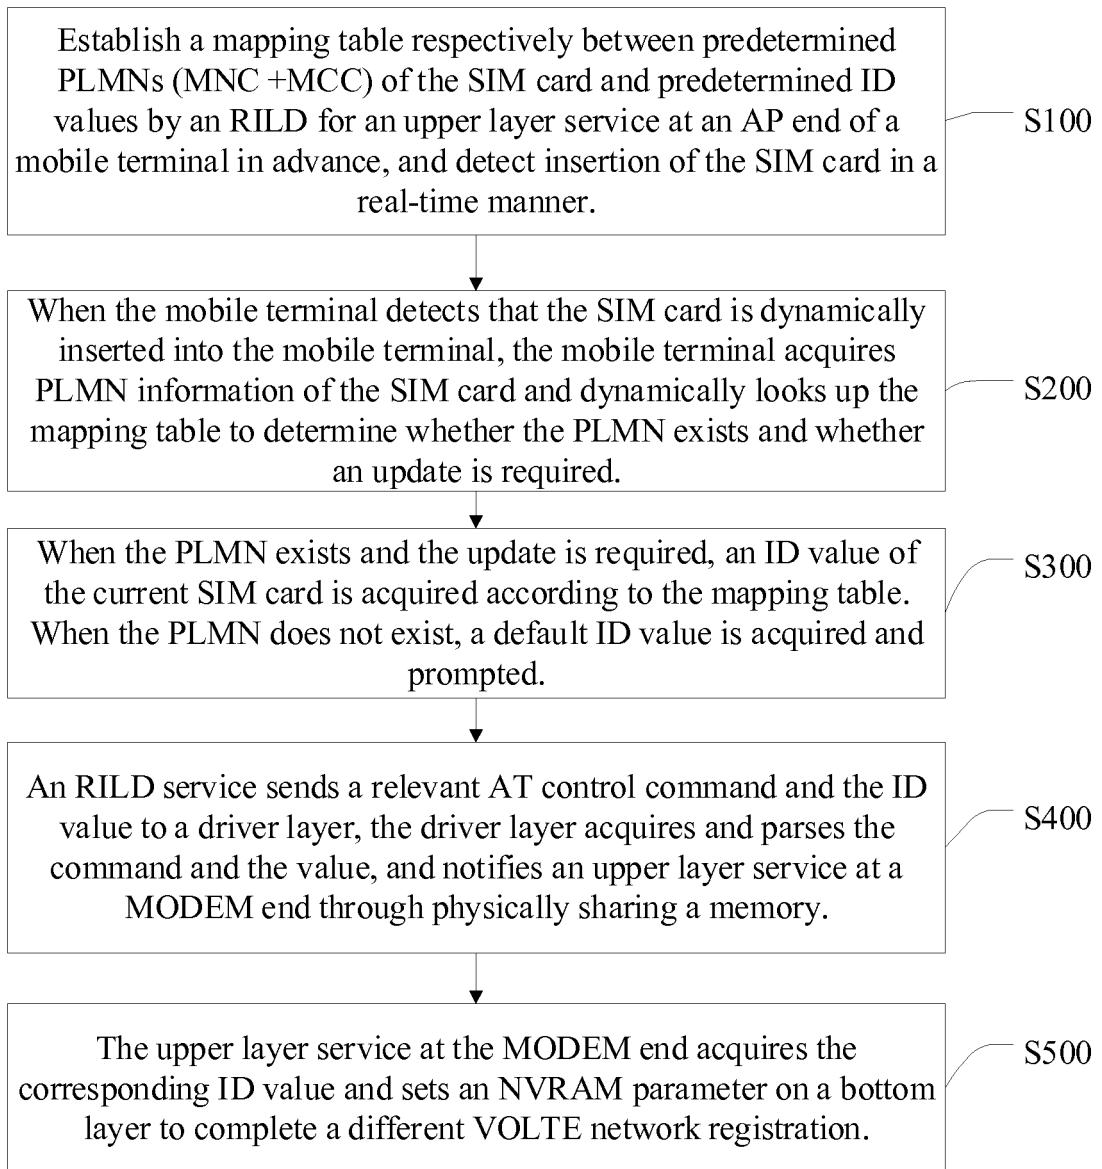 Establish a mapping table respectively between predetermined
PLMNs (MNC +MCC) of the SIM card and predetermined ID
values by an RILD for an upper layer service at an AP end of a
mobile terminal in advance, and detect insertion of the SIM card in a
real-time manner.
S100
When the mobile terminal detects that the SIM card is dynamically
inserted into the mobile terminal, the mobile terminal acquires
PLMN information of the SIM card and dynamically looks up the
mapping table to determine whether the PLMN exists and whether
an update is required.
S200
When the PLMN exists and the update is required, an ID value of
the current SIM card is acquired according to the mapping table.
When the PLMN does not exist, a default ID value is acquired and
prompted.
S300
An RILD service sends a relevant AT control command and the ID
value to a driver layer, the driver layer acquires and parses the
command and the value, and notifies an upper layer service at a
MODEM end through physically sharing a memory.
S400
The upper layer service at the MODEM end acquires the
corresponding ID value and sets an NVRAM parameter on a bottom
layer to complete a different VOLTE network registration.
S500